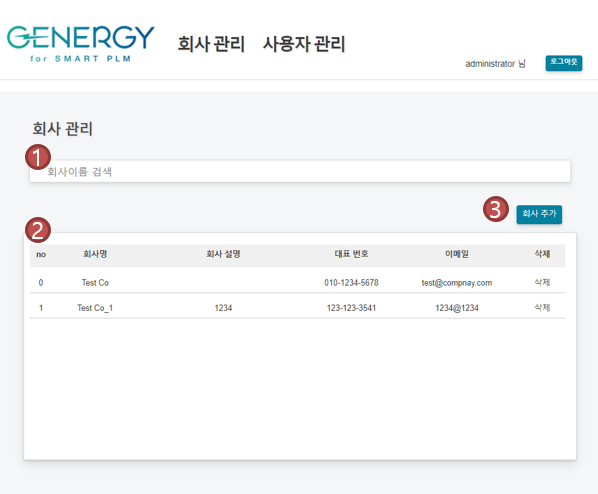 GENERGY
for SMART PLM
회사 관리 사용자 관리
administrator 님 로그아웃
회사 관리
1
회사이름 검색
3 회사 추가
2
no 회사명 회사 설명 대표 번호 이메일 삭제
0 Test Co 010-1234-5678 test@compnay.com 삭제
1 Test Co_1 1234 123-123-3541 1234@1234 삭제